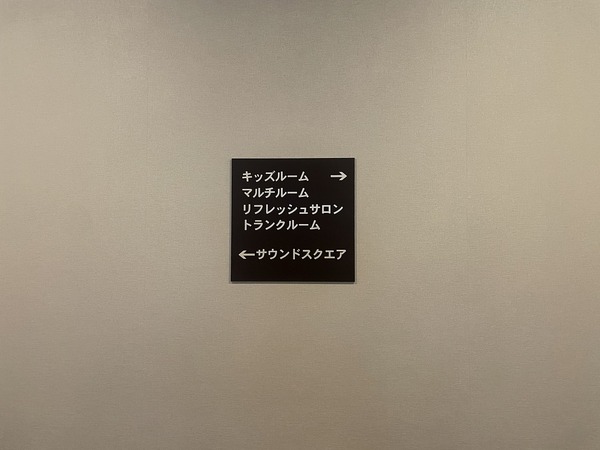 キッズルーム →
マルチルーム
リフレッシュサロン
トランクルーム
←サウンドスクエア